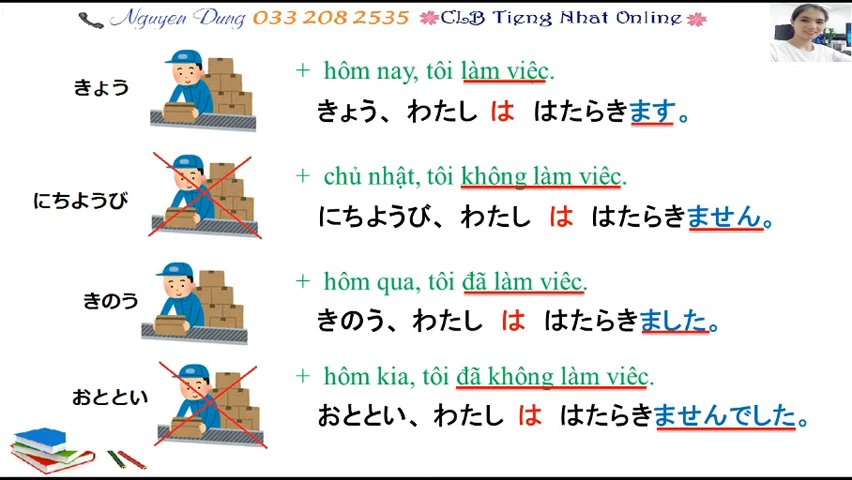 Nguyen Dung 033 208 2535 CLB Tieng Nhat Online
きょう
+ hôm nay, tôi làm việc.
きょう、 わたし は はたらきます。
にちようび
+ chủ nhật, tôi không làm việc.
にちようび、 わたし は はたらきません。
きのう
+ hôm qua, tôi đã làm việc.
きのう、 わたし は はたらきました。
おととい
+ hôm kia, tôi đã không làm việc.
おととい、 わたし は はたらきませんでした。